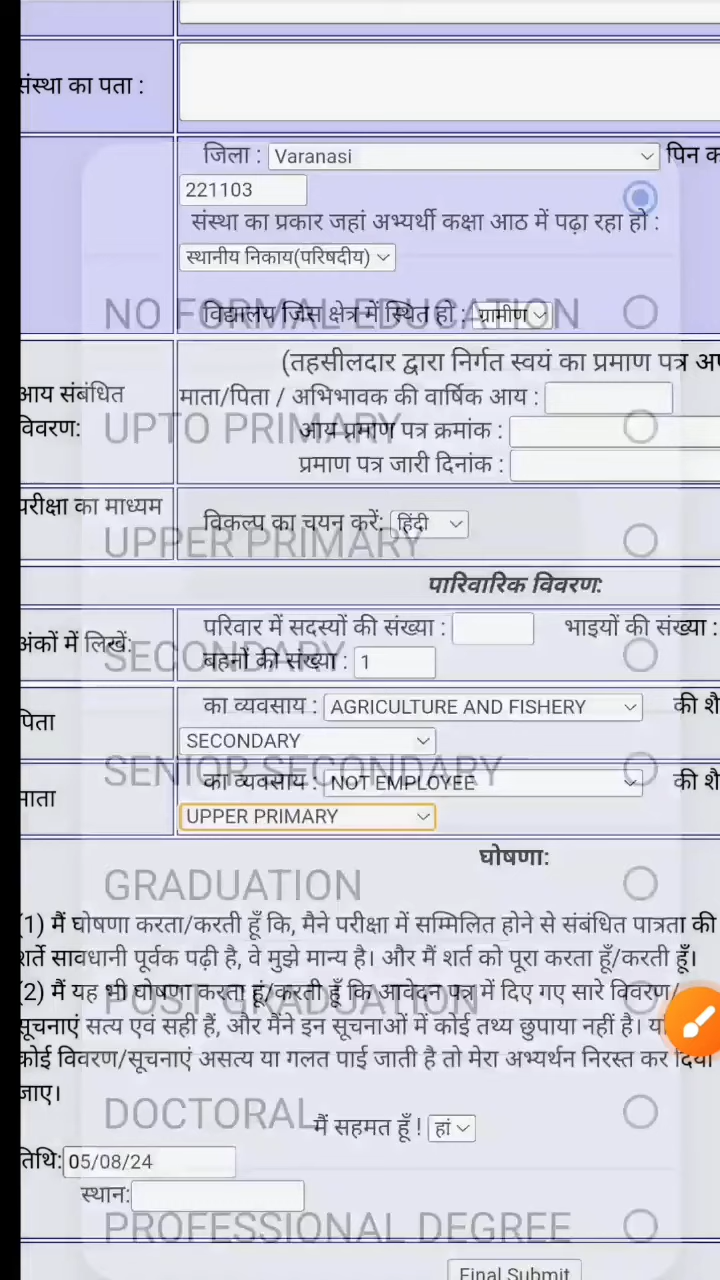 संस्था का पता :
जिला : Varanasi पिन क
221103
संस्था का प्रकार जहां अभ्यर्थी कक्षा आठ में पढ़ा रहा हो :
स्थानीय निकाय(परिषदीय)
NO FORMAL EDUCATION
विद्यालय जिस क्षेत्र में स्थित हो : ग्रामीण
(तहसीलदार द्वारा निर्गत स्वयं का प्रमाण पत्र अप
आय संबंधित
विवरण:
माता/पिता / अभिभावक की वार्षिक आय :
UPTO PRIMARY
आय प्रमाण पत्र क्रमांक :
प्रमाण पत्र जारी दिनांक :
परीक्षा का माध्यम
विकल्प का चयन करें: हिंदी
UPPER PRIMARY
पारिवारिक विवरण:
अंकों में लिखें:
परिवार में सदस्यों की संख्या : भाइयों की संख्या :
SECONDARY
बहनों की संख्या : 1
पिता
का व्यवसाय : AGRICULTURE AND FISHERY की शै
SECONDARY
SENIOR SECONDARY
माता
का व्यवसाय : NOT EMPLOYEE की शै
UPPER PRIMARY
घोषणा:
GRADUATION
(1) मैं घोषणा करता/करती हूँ कि, मैने परीक्षा में सम्मिलित होने से संबंधित पात्रता की
शर्ते सावधानी पूर्वक पढ़ी है, वे मुझे मान्य है। और मैं शर्त को पूरा करता हूँ/करती हूँ।
(2) मैं यह भी घोषणा करता हूं/करती हूँ कि आवेदन पत्र में दिए गए सारे विवरण/
POST GRADUATION
सूचनाएं सत्य एवं सही हैं, और मैंने इन सूचनाओं में कोई तथ्य छुपाया नहीं है। य
कोई विवरण/सूचनाएं असत्य या गलत पाई जाती है तो मेरा अभ्यर्थन निरस्त कर दिया
जाए।
DOCTORAL
मैं सहमत हूँ ! हां
तिथि: 05/08/24
स्थान:
PROFESSIONAL DEGREE
Final Submit